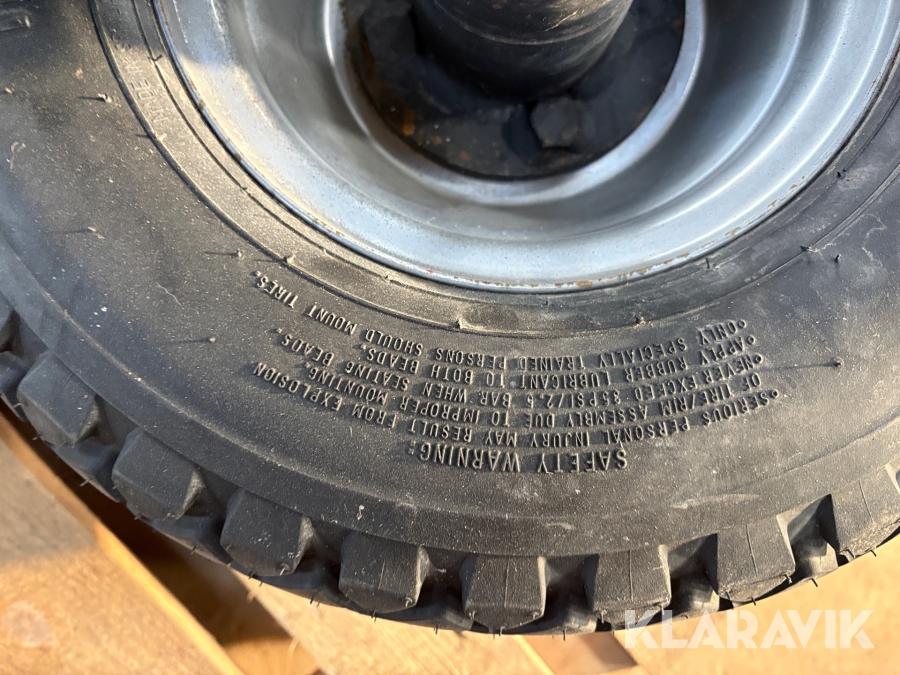 SAFETY WARNING:
•SERIOUS PERSONAL INJURY MAY RESULT FROM EXPLOSION
OF TIRE/RIM ASSEMBLY DUE TO IMPROPER MOUNTING.
•NEVER EXCEED 35PSI/2.5 BAR WHEN SEATING BEADS.
•APPLY RUBBER LUBRICANT TO BOTH BEADS.
•ONLY SPECIALLY TRAINED PERSONS SHOULD MOUNT TIRES.
KLARAVIK